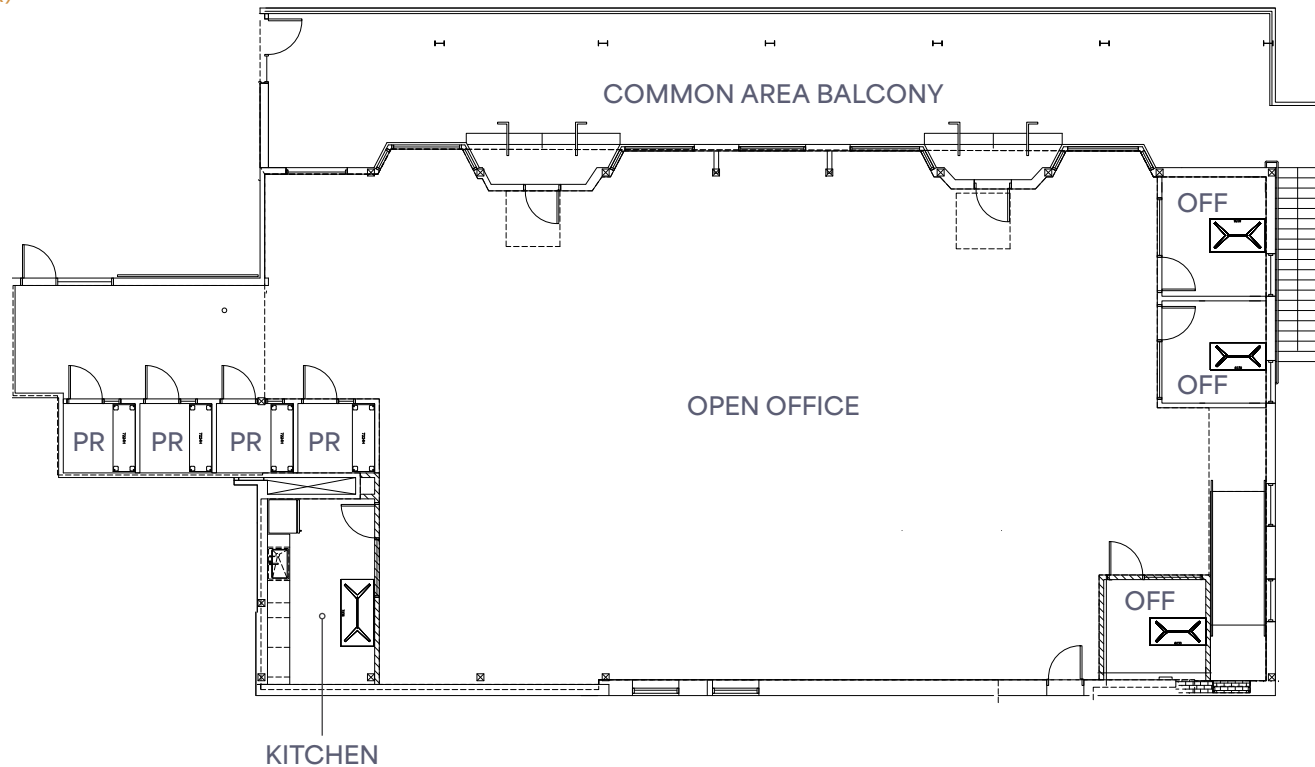 COMMON AREA BALCONY
OFF
OFF
OPEN OFFICE
PR PR PR PR
OFF
KITCHEN